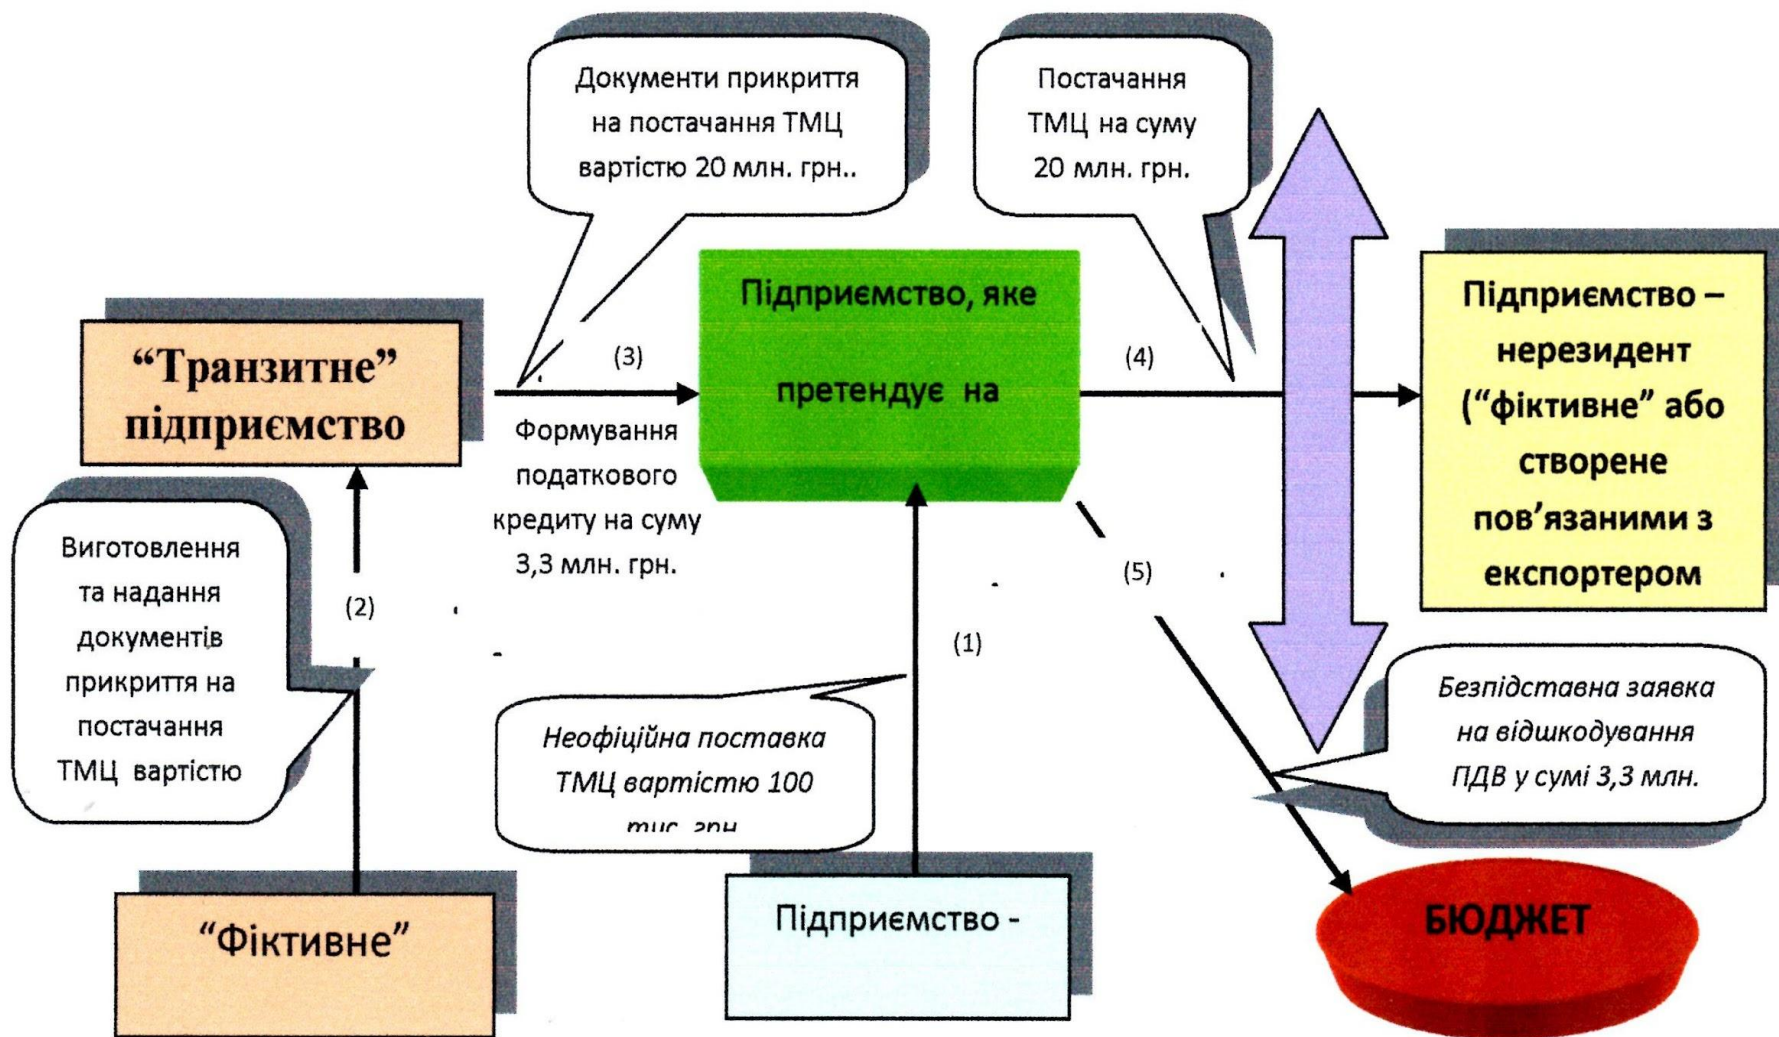 Документи прикриття
на постачання ТМЦ
вартістю 20 млн. грн..
Постачання
ТМЦ на суму
20 млн. грн.
“Транзитне”
підприємство
(3)
Формування
податкового
кредиту на суму
3,3 млн. грн.
Підприємство, яке
претендує на
(4)
Підприємство –
нерезидент
(“фіктивне” або
створене
пов’язаними з
експортером
Виготовлення
та надання
документів
прикриття на
постачання
ТМЦ вартістю
(2)
(1)
(5)
Неофіційна поставка
ТМЦ вартістю 100
тис. грн
Безпідставна заявка
на відшкодування
ПДВ у сумі 3,3 млн.
“Фіктивне”
Підприємство -
БЮДЖЕТ